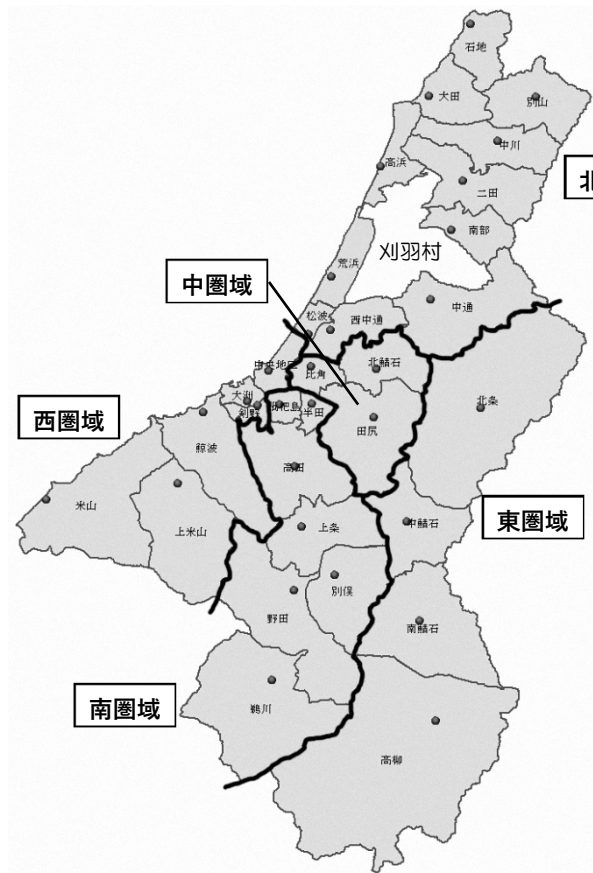 石地
大田
別山
中川
高浜
二田
北
南部
刈羽村
荒浜
中圏域
中通
松波
西中通
中央地区
比角
北鯖石
大洲
剣野
枇杷島
半田
北条
西圏域
鯨波
田尻
高田
米山
上米山
上条
中鯖石
東圏域
別俣
野田
南鯖石
南圏域
鵜川
高柳